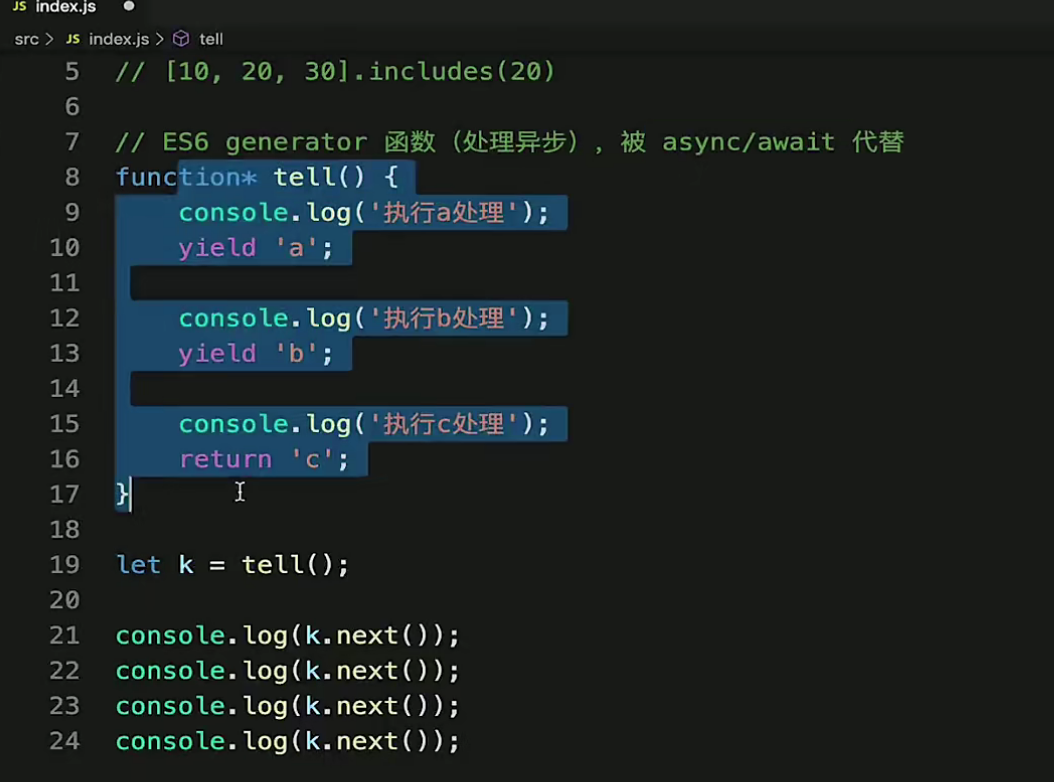 JS index.js
src > JS index.js > tell
5 // [10, 20, 30].includes(20)
6
7 // ES6 generator 函数（处理异步）, 被 async/await 代替
8 function* tell() {
9 console.log('执行a处理');
10 yield 'a';
11
12 console.log('执行b处理');
13 yield 'b';
14
15 console.log('执行c处理');
16 return 'c';
17 }
18
19 let k = tell();
20
21 console.log(k.next());
22 console.log(k.next());
23 console.log(k.next());
24 console.log(k.next());